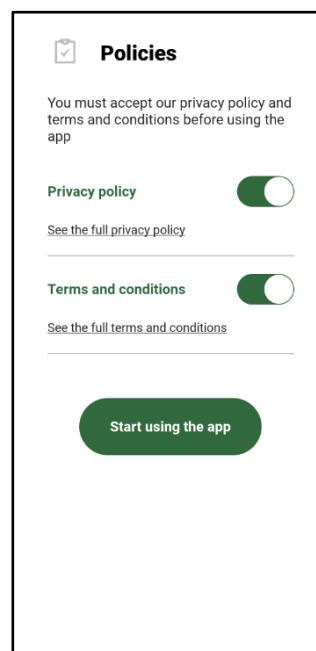 Policies
You must accept our privacy policy and
terms and conditions before using the
app
Privacy policy
See the full privacy policy
Terms and conditions
See the full terms and conditions
Start using the app